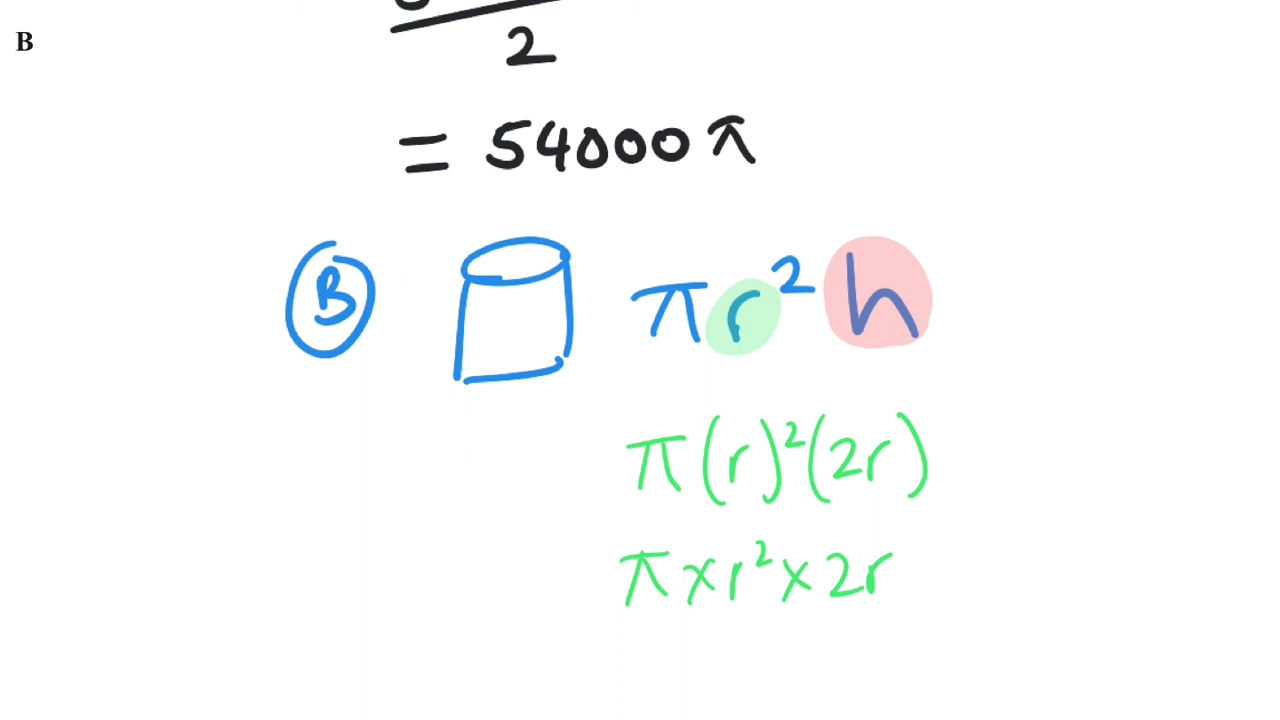 B
2
= 54000π
B πr²h
π(r)²(2r)
π×r²×2r